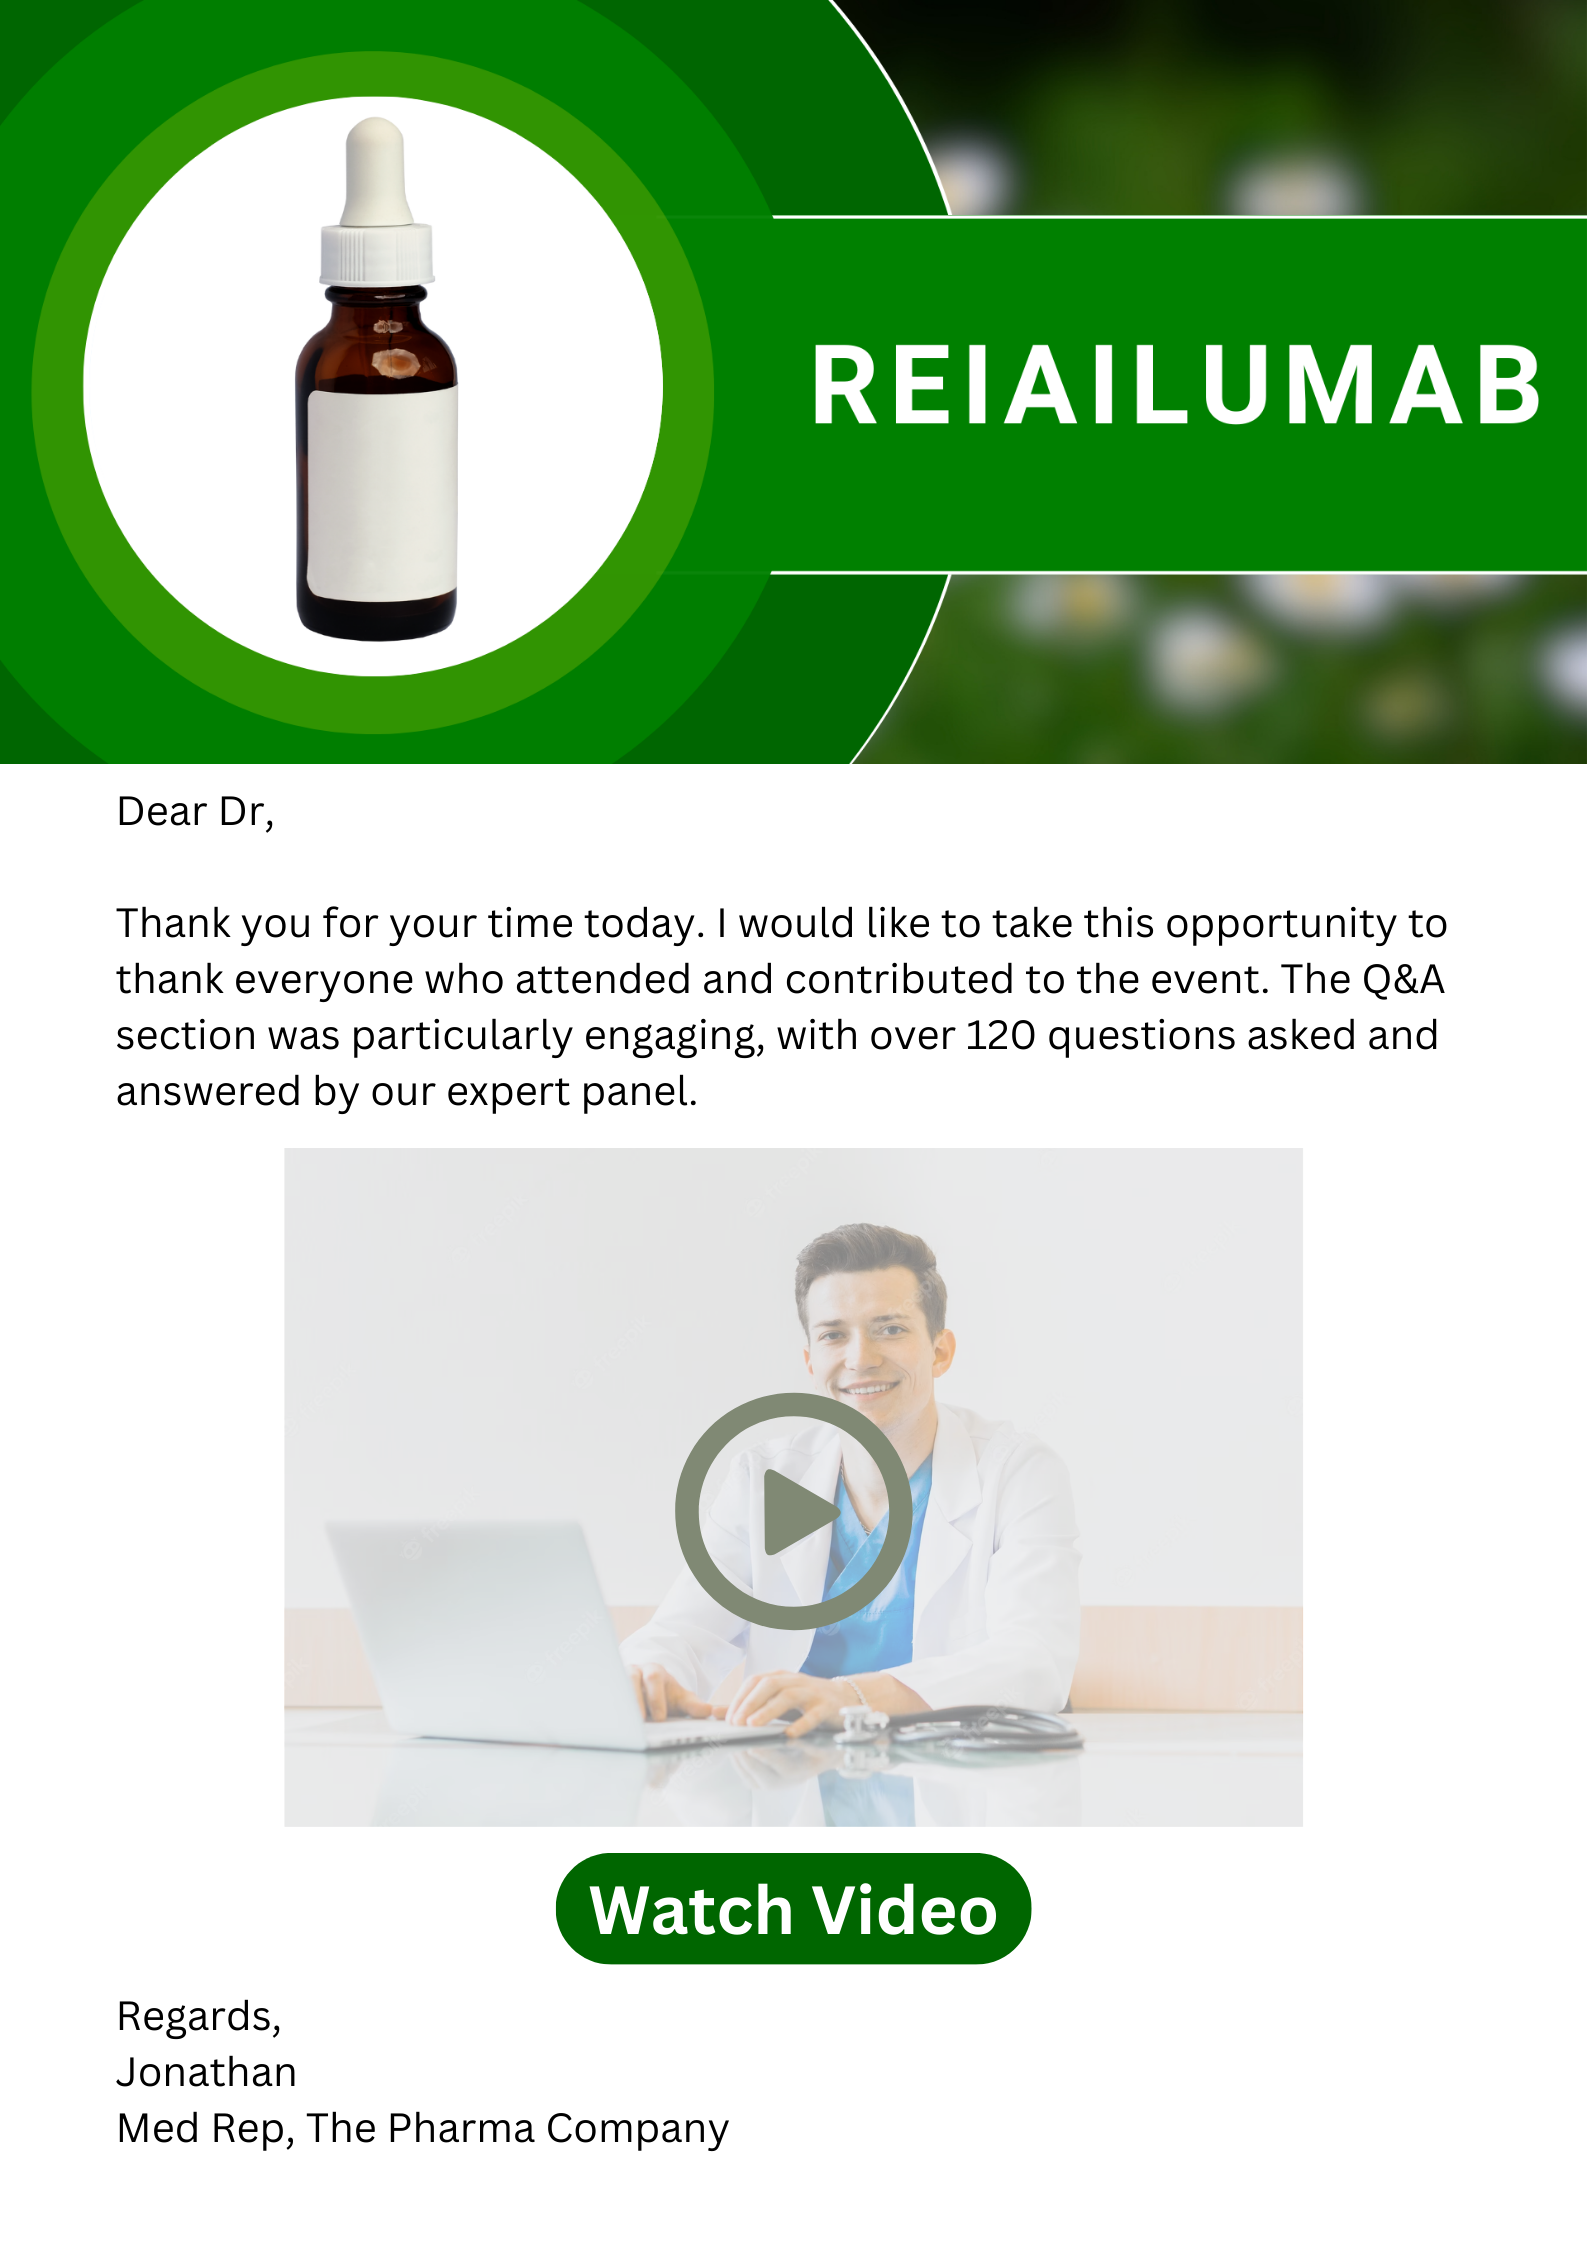 REIAILUMAB
Dear Dr,
Thank you for your time today. I would like to take this opportunity to
thank everyone who attended and contributed to the event. The Q&A
section was particularly engaging, with over 120 questions asked and
answered by our expert panel.
Watch Video
Regards,
Jonathan
Med Rep, The Pharma Company